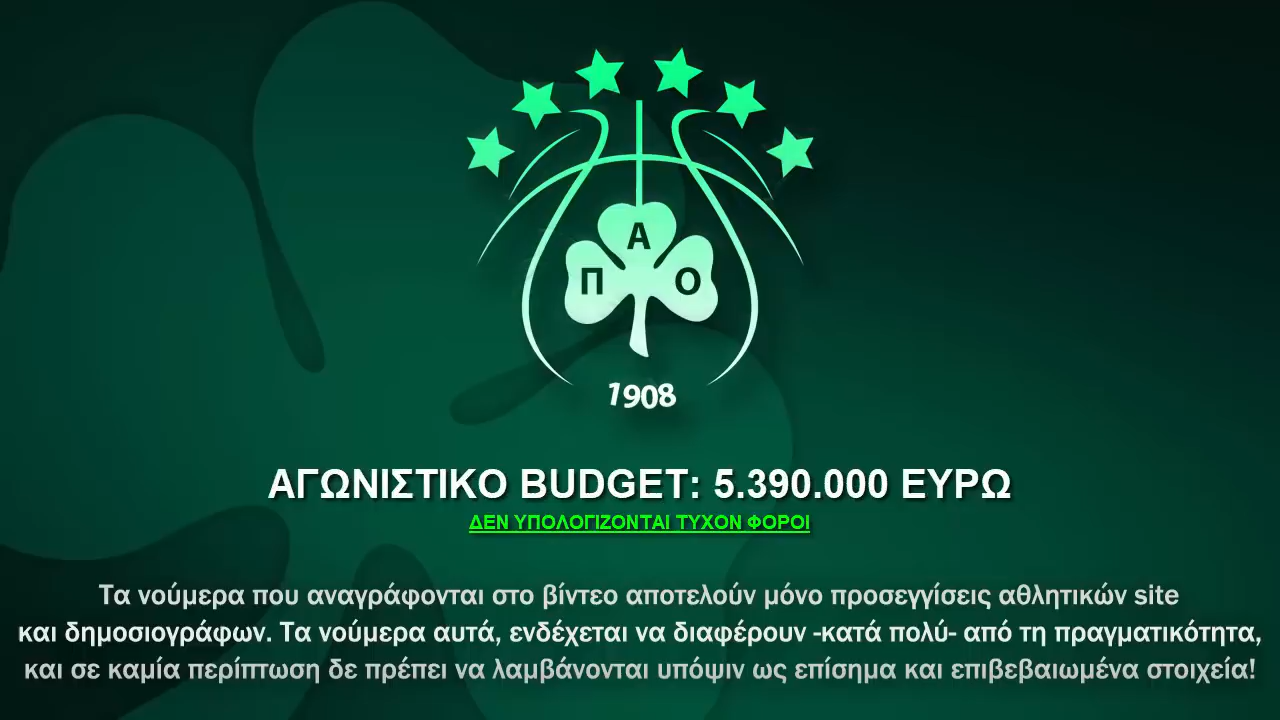 Α
Π Ο
1908
ΑΓΩΝΙΣΤΙΚΟ BUDGET: 5.390.000 ΕΥΡΩ
ΔΕΝ ΥΠΟΛΟΓΙΖΟΝΤΑΙ ΤΥΧΟΝ ΦΟΡΟΙ
Τα νούμερα που αναγράφονται στο βίντεο αποτελούν μόνο προσεγγίσεις αθλητικών site
και δημοσιογράφων. Τα νούμερα αυτά, ενδέχεται να διαφέρουν -κατά πολύ- από τη πραγματικότητα,
και σε καμία περίπτωση δε πρέπει να λαμβάνονται υπόψιν ως επίσημα και επιβεβαιωμένα στοιχεία!